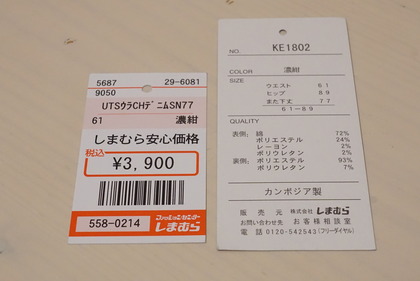 5687 29-6081
9050
UTSウラCHﾃﾞﾆﾑSN77
61 濃紺
しまむら安心価格
税込
¥3,900
558-0214
ファッションセンター
しまむら
NO. KE1802
COLOR 濃紺
SIZE
ウエスト 61
ヒップ 89
また下丈 77
61-89
QUALITY
表側: 綿 72%
ポリエステル 24%
レーヨン 2%
ポリウレタン 2%
裏側: ポリエステル 93%
ポリウレタン 7%
カンボジア製
販売元 株式会社 しまむら
お問い合わせ先 お客様相談室
電話 0120-542543 (フリーダイヤル)